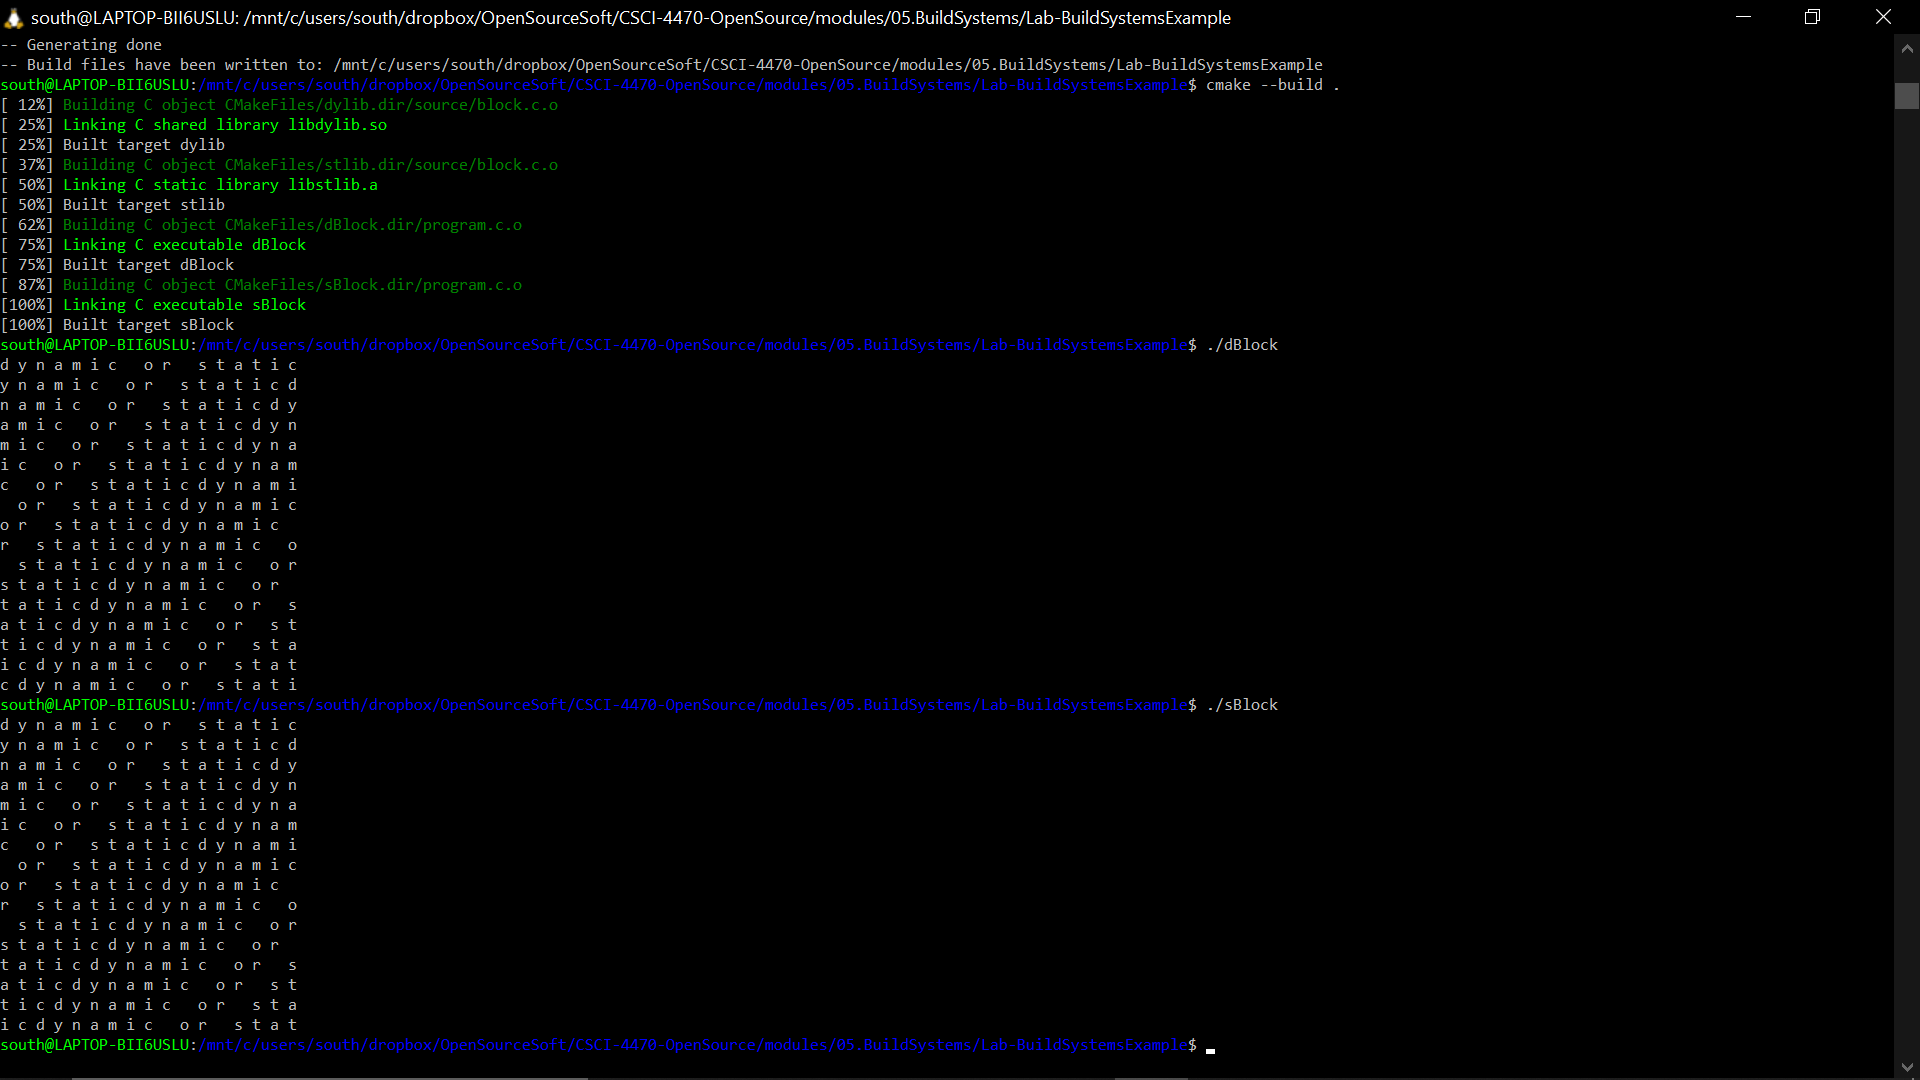 south@LAPTOP-BII6USLU: /mnt/c/users/south/dropbox/OpenSourceSoft/CSCI-4470-OpenSource/modules/05.BuildSystems/Lab-BuildSystemsExample
-- Generating done
-- Build files have been written to: /mnt/c/users/south/dropbox/OpenSourceSoft/CSCI-4470-OpenSource/modules/05.BuildSystems/Lab-BuildSystemsExample
south@LAPTOP-BII6USLU:/mnt/c/users/south/dropbox/OpenSourceSoft/CSCI-4470-OpenSource/modules/05.BuildSystems/Lab-BuildSystemsExample$ cmake --build .
[ 12%] Building C object CMakeFiles/dylib.dir/source/block.c.o
[ 25%] Linking C shared library libdylib.so
[ 25%] Built target dylib
[ 37%] Building C object CMakeFiles/stlib.dir/source/block.c.o
[ 50%] Linking C static library libstlib.a
[ 50%] Built target stlib
[ 62%] Building C object CMakeFiles/dBlock.dir/program.c.o
[ 75%] Linking C executable dBlock
[ 75%] Built target dBlock
[ 87%] Building C object CMakeFiles/sBlock.dir/program.c.o
[100%] Linking C executable sBlock
[100%] Built target sBlock
south@LAPTOP-BII6USLU:/mnt/c/users/south/dropbox/OpenSourceSoft/CSCI-4470-OpenSource/modules/05.BuildSystems/Lab-BuildSystemsExample$ ./dBlock
d y n a m i c   o r   s t a t i c
y n a m i c   o r   s t a t i c d
n a m i c   o r   s t a t i c d y
a m i c   o r   s t a t i c d y n
m i c   o r   s t a t i c d y n a
i c   o r   s t a t i c d y n a m
c   o r   s t a t i c d y n a m i
  o r   s t a t i c d y n a m i c
o r   s t a t i c d y n a m i c
r   s t a t i c d y n a m i c   o
  s t a t i c d y n a m i c   o r
s t a t i c d y n a m i c   o r
t a t i c d y n a m i c   o r   s
a t i c d y n a m i c   o r   s t
t i c d y n a m i c   o r   s t a
i c d y n a m i c   o r   s t a t
c d y n a m i c   o r   s t a t i
south@LAPTOP-BII6USLU:/mnt/c/users/south/dropbox/OpenSourceSoft/CSCI-4470-OpenSource/modules/05.BuildSystems/Lab-BuildSystemsExample$ ./sBlock
d y n a m i c   o r   s t a t i c
y n a m i c   o r   s t a t i c d
n a m i c   o r   s t a t i c d y
a m i c   o r   s t a t i c d y n
m i c   o r   s t a t i c d y n a
i c   o r   s t a t i c d y n a m
c   o r   s t a t i c d y n a m i
  o r   s t a t i c d y n a m i c
o r   s t a t i c d y n a m i c
r   s t a t i c d y n a m i c   o
  s t a t i c d y n a m i c   o r
s t a t i c d y n a m i c   o r
t a t i c d y n a m i c   o r   s
a t i c d y n a m i c   o r   s t
t i c d y n a m i c   o r   s t a
i c d y n a m i c   o r   s t a t
south@LAPTOP-BII6USLU:/mnt/c/users/south/dropbox/OpenSourceSoft/CSCI-4470-OpenSource/modules/05.BuildSystems/Lab-BuildSystemsExample$